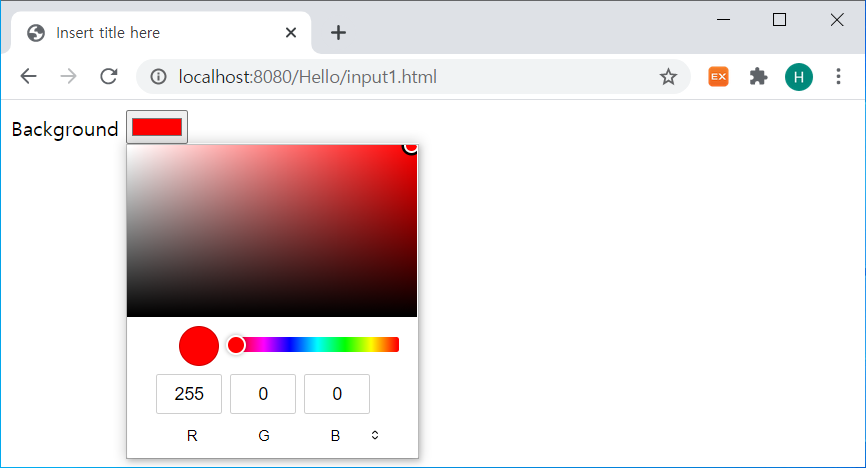 Insert title here
localhost:8080/Hello/input1.html
EX
H
Background
255 0 0
R G B